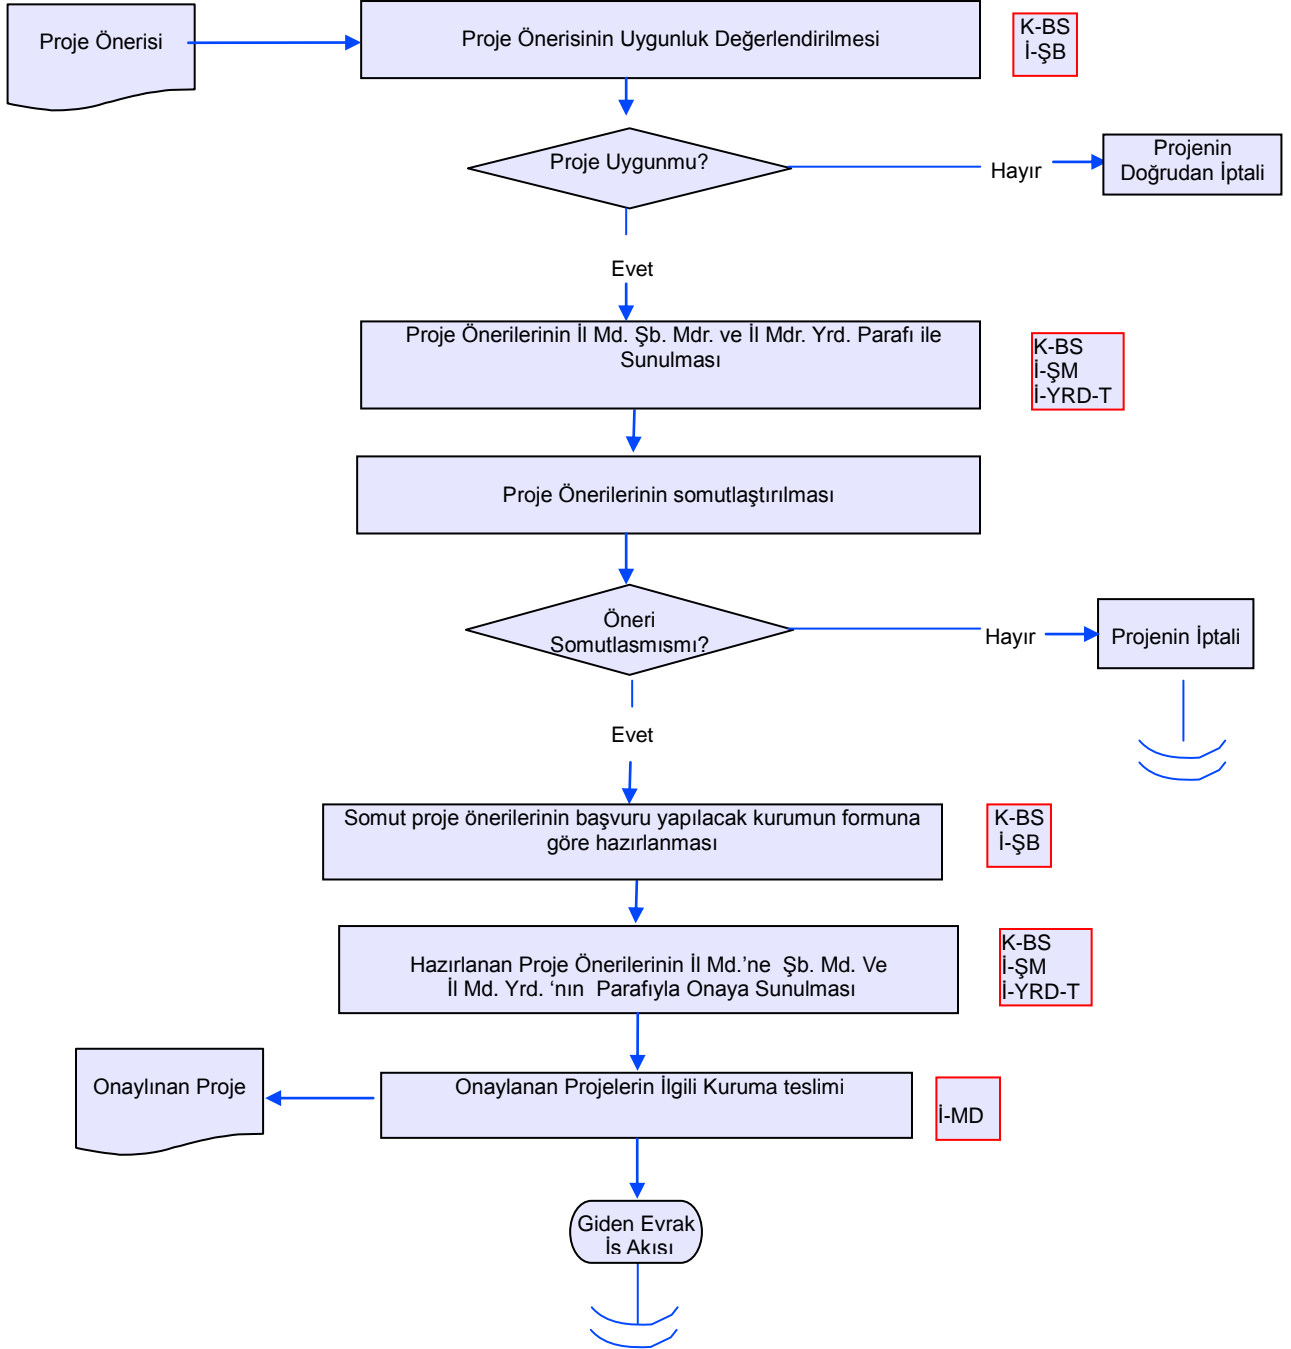 Proje Önerisi
Proje Önerisinin Uygunluk Değerlendirilmesi
K-BS
İ-ŞB
Proje Uygunmu?
Hayır
Projenin
Doğrudan İptali
Evet
Proje Önerilerinin İl Md. Şb. Mdr. ve İl Mdr. Yrd. Parafı ile
Sunulması
K-BS
İ-ŞM
İ-YRD-T
Proje Önerilerinin somutlaştırılması
Öneri
Somutlasmısmı?
Hayır
Projenin İptali
Evet
Somut proje önerilerinin başvuru yapılacak kurumun formuna
göre hazırlanması
K-BS
İ-ŞB
Hazırlanan Proje Önerilerinin İl Md.’ne Şb. Md. Ve
İl Md. Yrd. ‘nın Parafıyla Onaya Sunulması
K-BS
İ-ŞM
İ-YRD-T
Onaylınan Proje
Onaylanan Projelerin İlgili Kuruma teslimi
İ-MD
Giden Evrak
İs Akısı